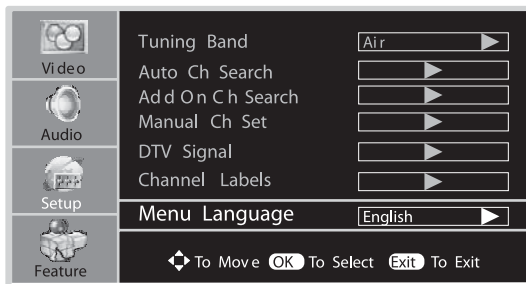 Video
Audio
Setup
Feature
Tuning Band Air
Auto Ch Search
Add On Ch Search
Manual Ch Set
DTV Signal
Channel Labels
Menu Language English
To Move OK To Select Exit To Exit